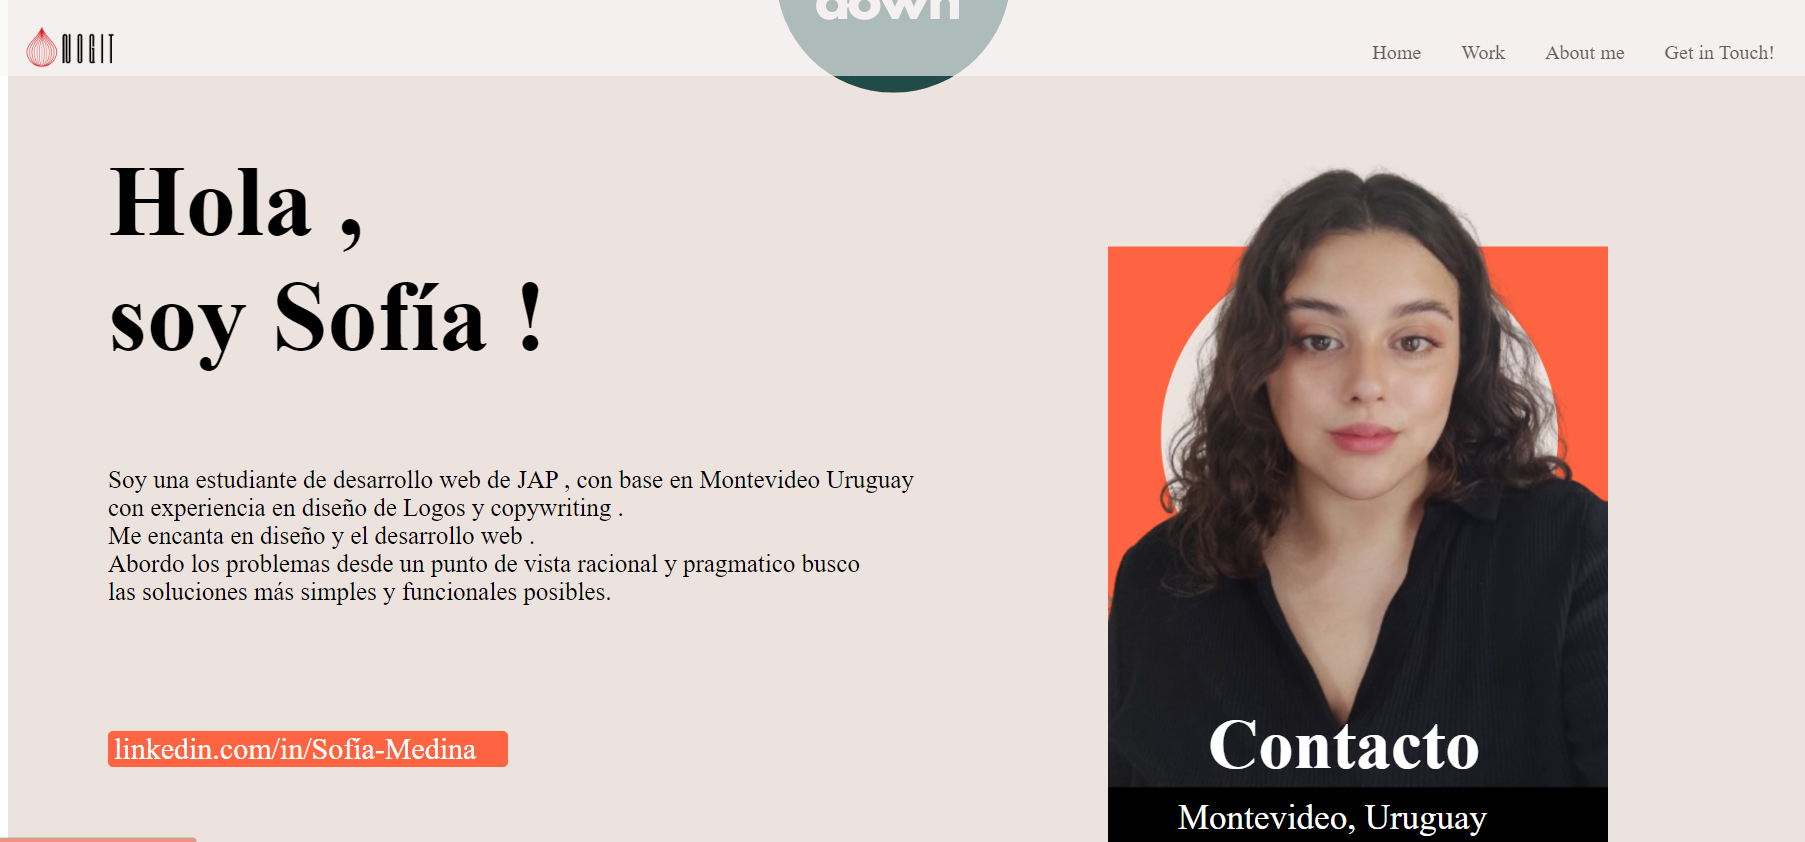 down
NOGIT
Home Work About me Get in Touch!
Hola ,
soy Sofía !
Soy una estudiante de desarrollo web de JAP , con base en Montevideo Uruguay
con experiencia en diseño de Logos y copywriting .
Me encanta en diseño y el desarrollo web .
Abordo los problemas desde un punto de vista racional y pragmatico busco
las soluciones más simples y funcionales posibles.
linkedin.com/in/Sofía-Medina
Contacto
Montevideo, Uruguay